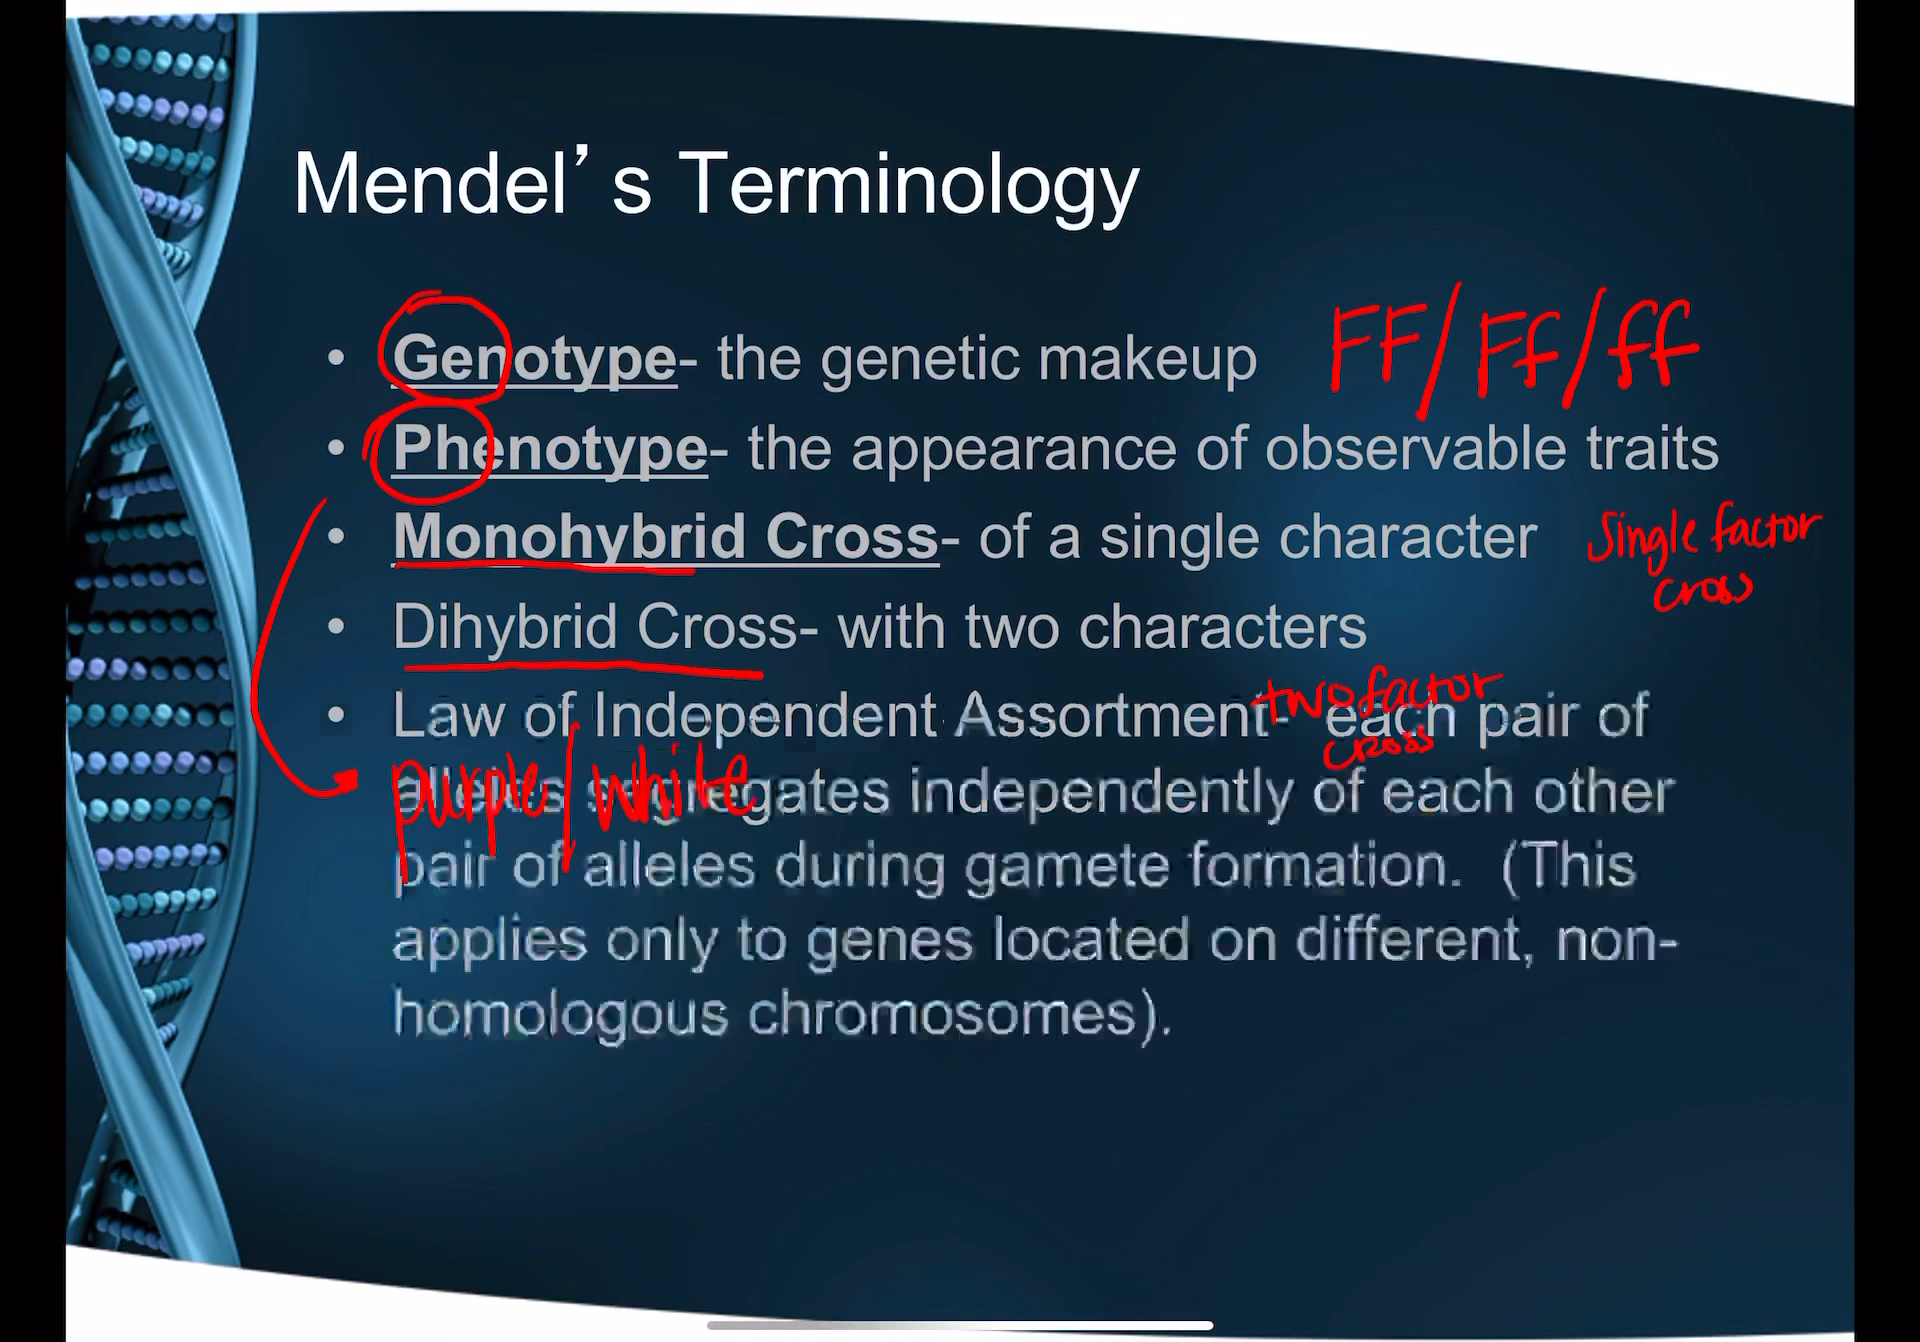 Mendel's Terminology
• Genotype- the genetic makeup FF/Ff/ff
• Phenotype- the appearance of observable traits
• Monohybrid Cross- of a single character Single factor
cross
• Dihybrid Cross- with two characters
two factor
cross
• Law of Independent Assortment- each pair of
purple/white
alleles segregates independently of each other
pair of alleles during gamete formation. (This
applies only to genes located on different, non-
homologous chromosomes).